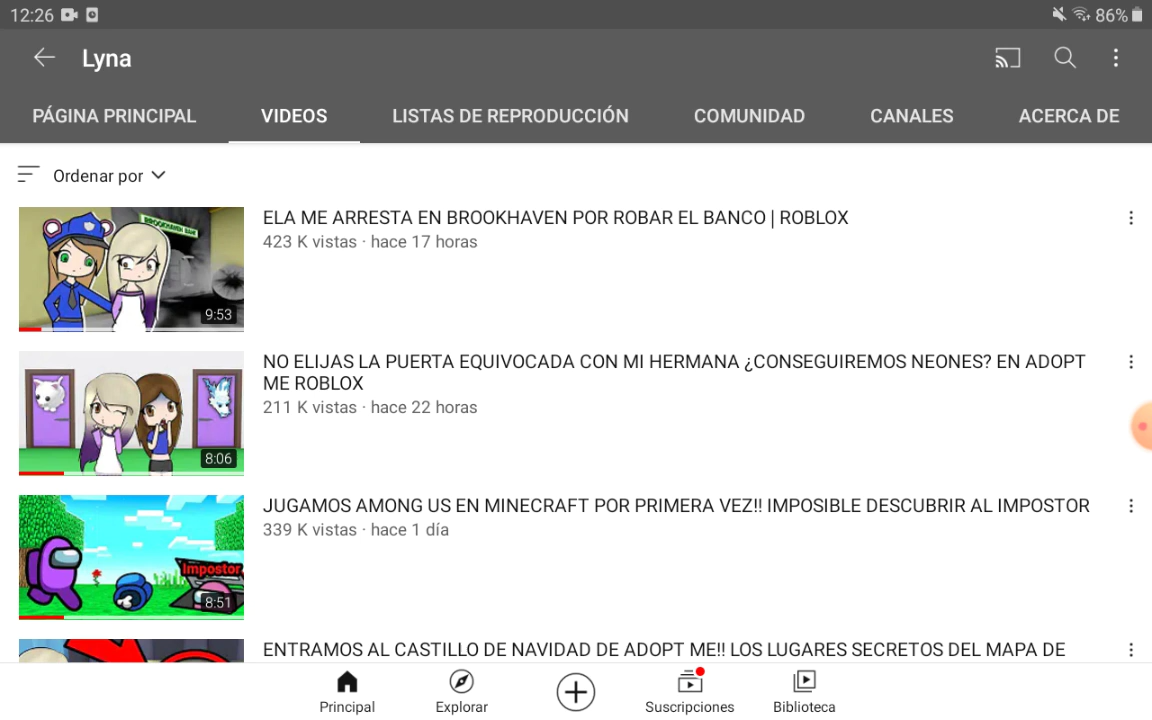 12:26
86%
Lyna
PÁGINA PRINCIPAL
VIDEOS
LISTAS DE REPRODUCCIÓN
COMUNIDAD
CANALES
ACERCA DE
Ordenar por
BROOKHAVEN BANK
9:53
ELA ME ARRESTA EN BROOKHAVEN POR ROBAR EL BANCO | ROBLOX
423 K vistas · hace 17 horas
8:06
NO ELIJAS LA PUERTA EQUIVOCADA CON MI HERMANA ¿CONSEGUIREMOS NEONES? EN ADOPT
ME ROBLOX
211 K vistas · hace 22 horas
Impostor
8:51
JUGAMOS AMONG US EN MINECRAFT POR PRIMERA VEZ!! IMPOSIBLE DESCUBRIR AL IMPOSTOR
339 K vistas · hace 1 día
ENTRAMOS AL CASTILLO DE NAVIDAD DE ADOPT ME!! LOS LUGARES SECRETOS DEL MAPA DE
Principal
Explorar
Suscripciones
Biblioteca